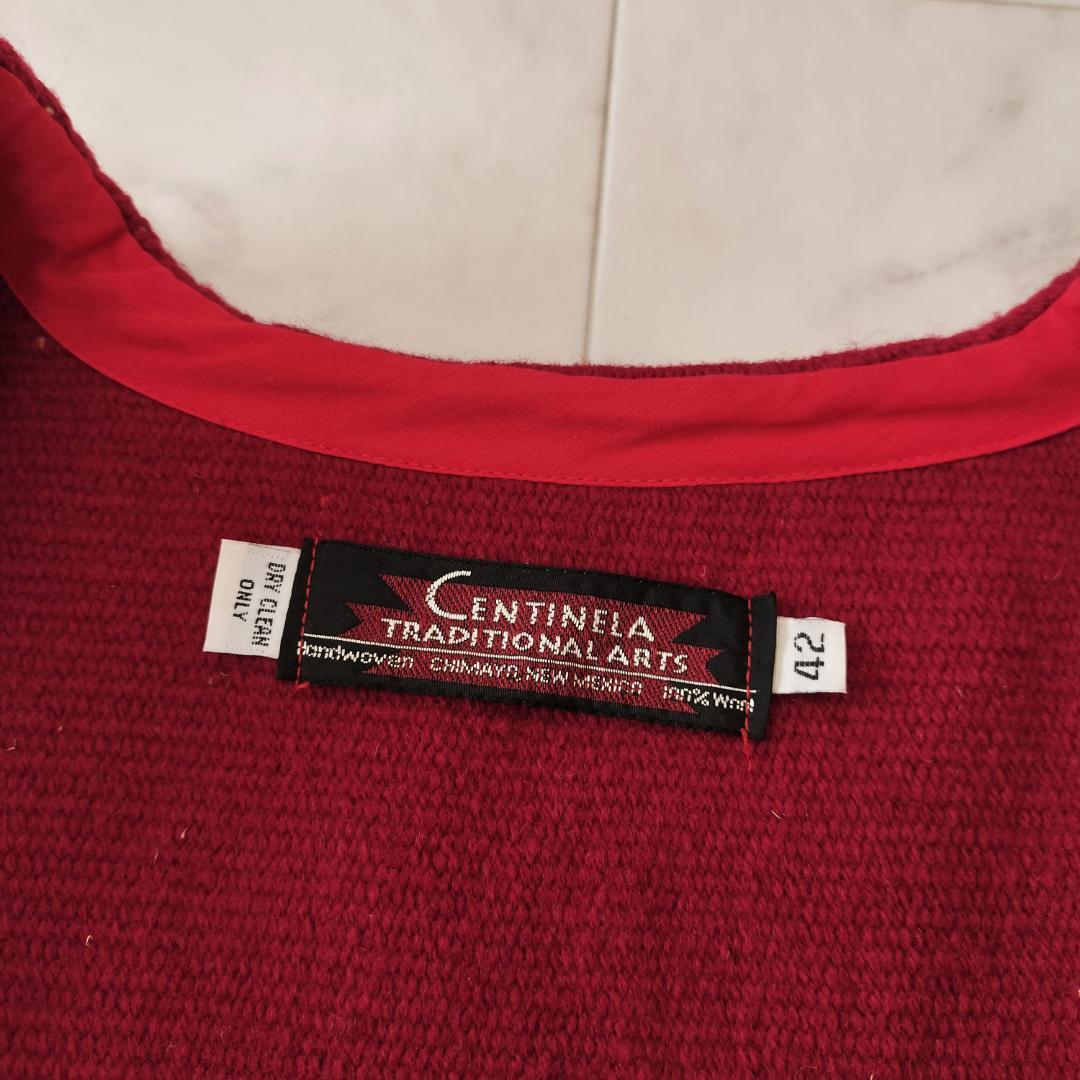 DRY CLEAN
ONLY
CENTINELA
TRADITIONAL ARTS
Handwoven CHIMAYO, NEW MEXICO 100% Wool
42